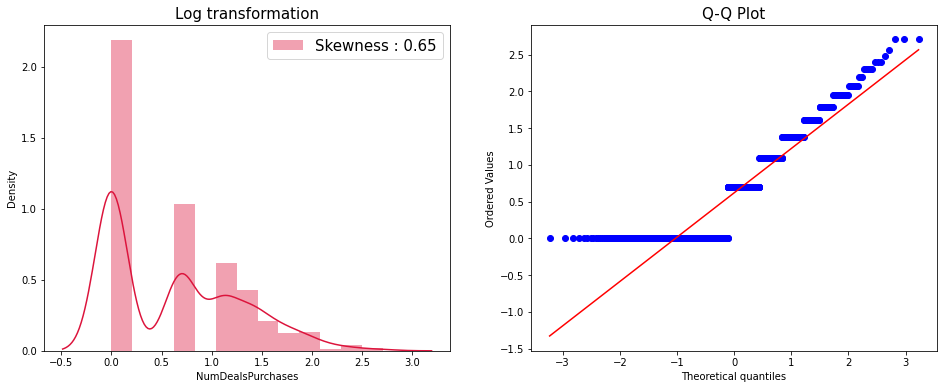 Log transformation
Skewness : 0.65
Density
2.0
1.5
1.0
0.5
0.0
−0.5 0.0 0.5 1.0 1.5 2.0 2.5 3.0
NumDealsPurchases
Q-Q Plot
Ordered Values
2.5
2.0
1.5
1.0
0.5
0.0
−0.5
−1.0
−1.5
−3 −2 −1 0 1 2 3
Theoretical quantiles